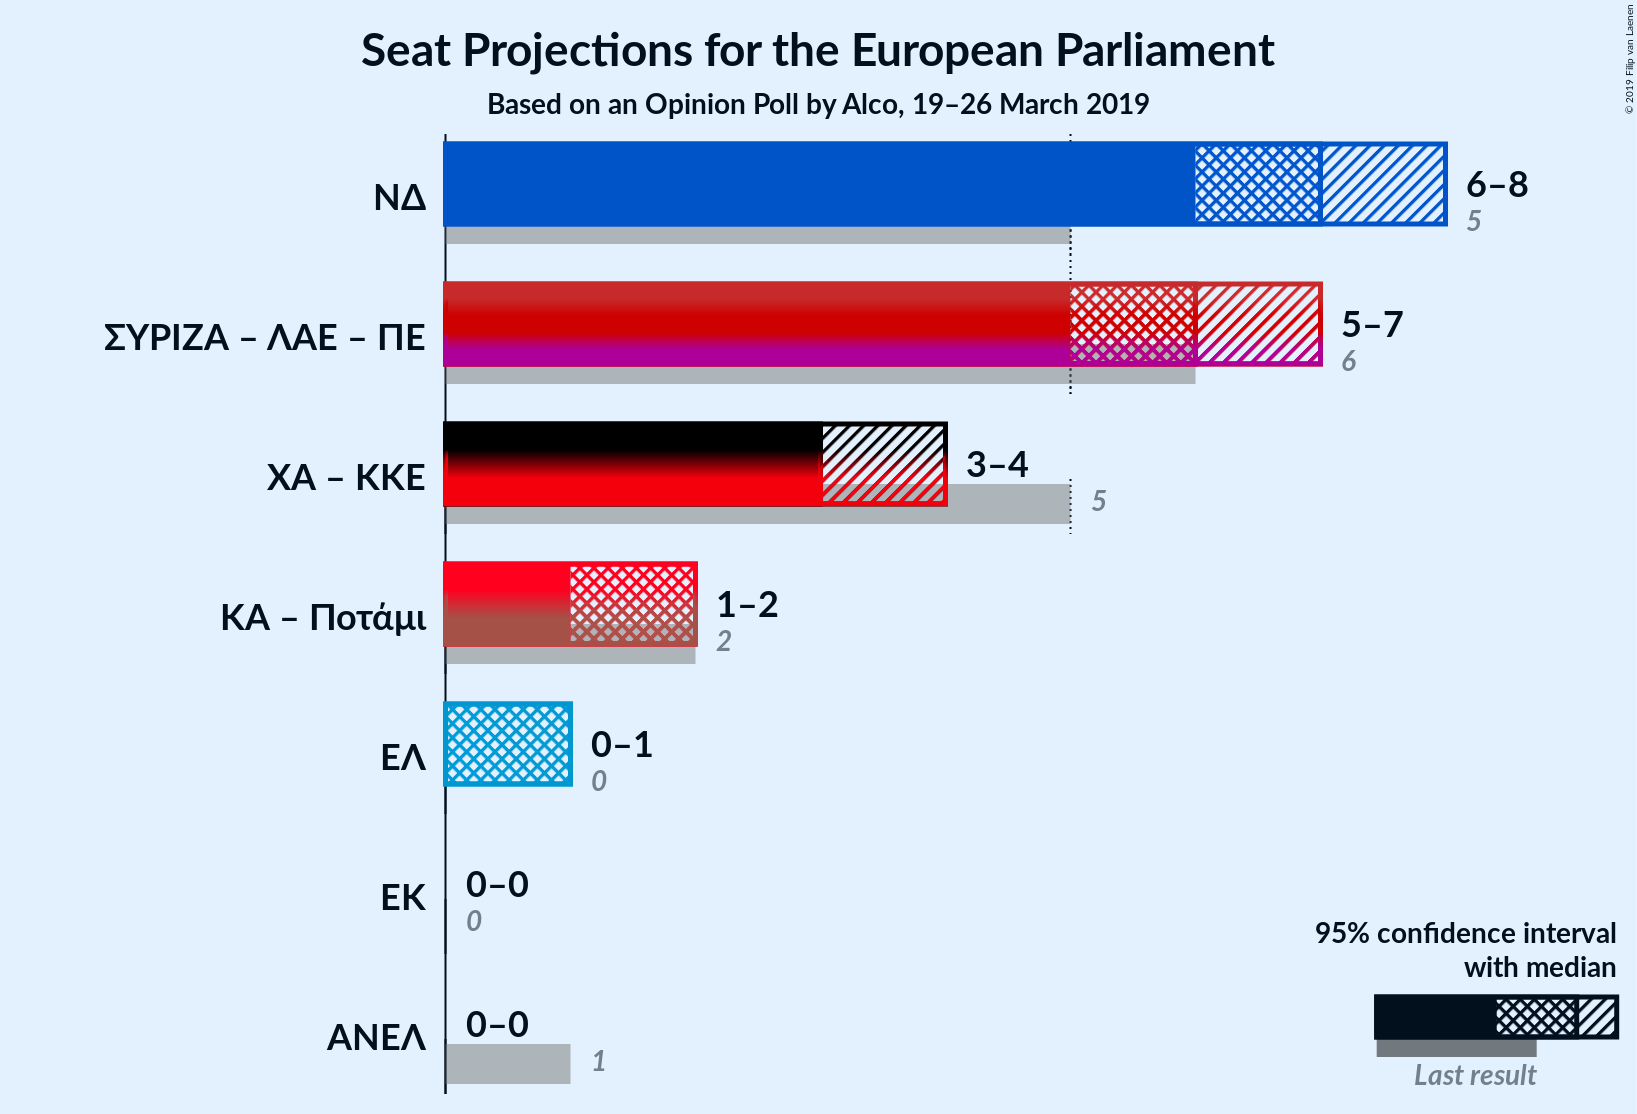 Seat Projections for the European Parliament
Based on an Opinion Poll by Alco, 19–26 March 2019
© 2019 Filip van Laenen
ΝΔ
6–8
5
ΣΥΡΙΖΑ – ΛΑΕ – ΠΕ
5–7
6
ΧΑ – ΚΚΕ
3–4
5
ΚΑ – Ποτάμι
1–2
2
ΕΛ
0–1
0
ΕΚ
0–0
0
ΑΝΕΛ
0–0
1
95% confidence interval
with median
Last result